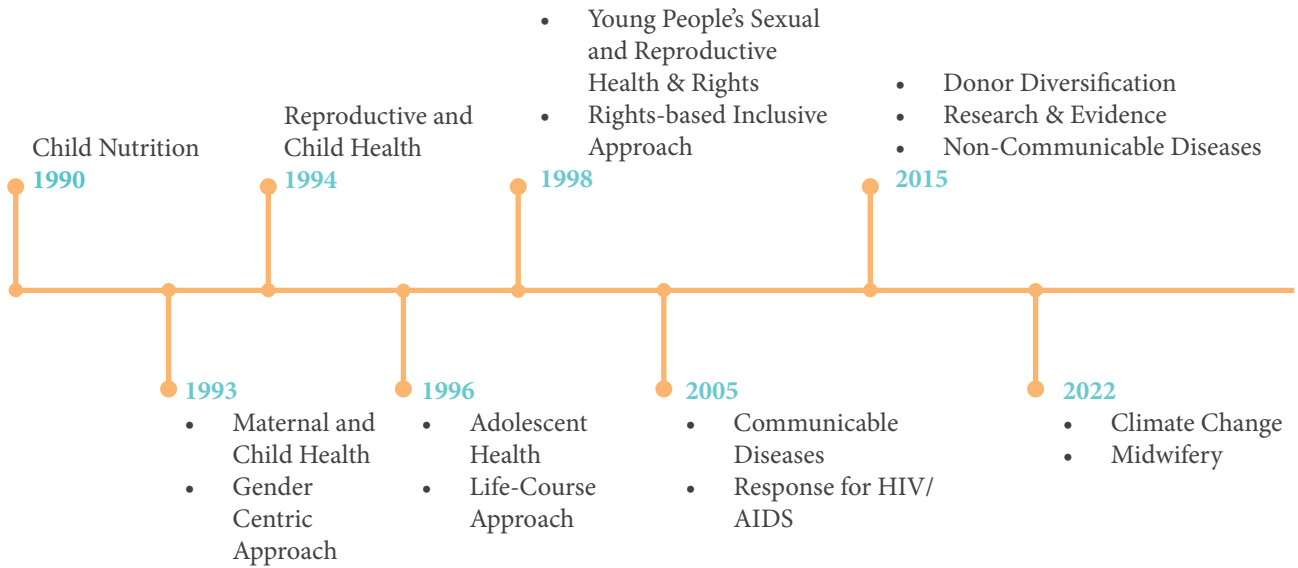 Child Nutrition
1990
1993
• Maternal and
Child Health
• Gender
Centric
Approach
Reproductive and
Child Health
1994
1996
• Adolescent
Health
• Life-Course
Approach
• Young People’s Sexual
and Reproductive
Health & Rights
• Rights-based Inclusive
Approach
1998
2005
• Communicable
Diseases
• Response for HIV/
AIDS
• Donor Diversification
• Research & Evidence
• Non-Communicable Diseases
2015
2022
• Climate Change
• Midwifery